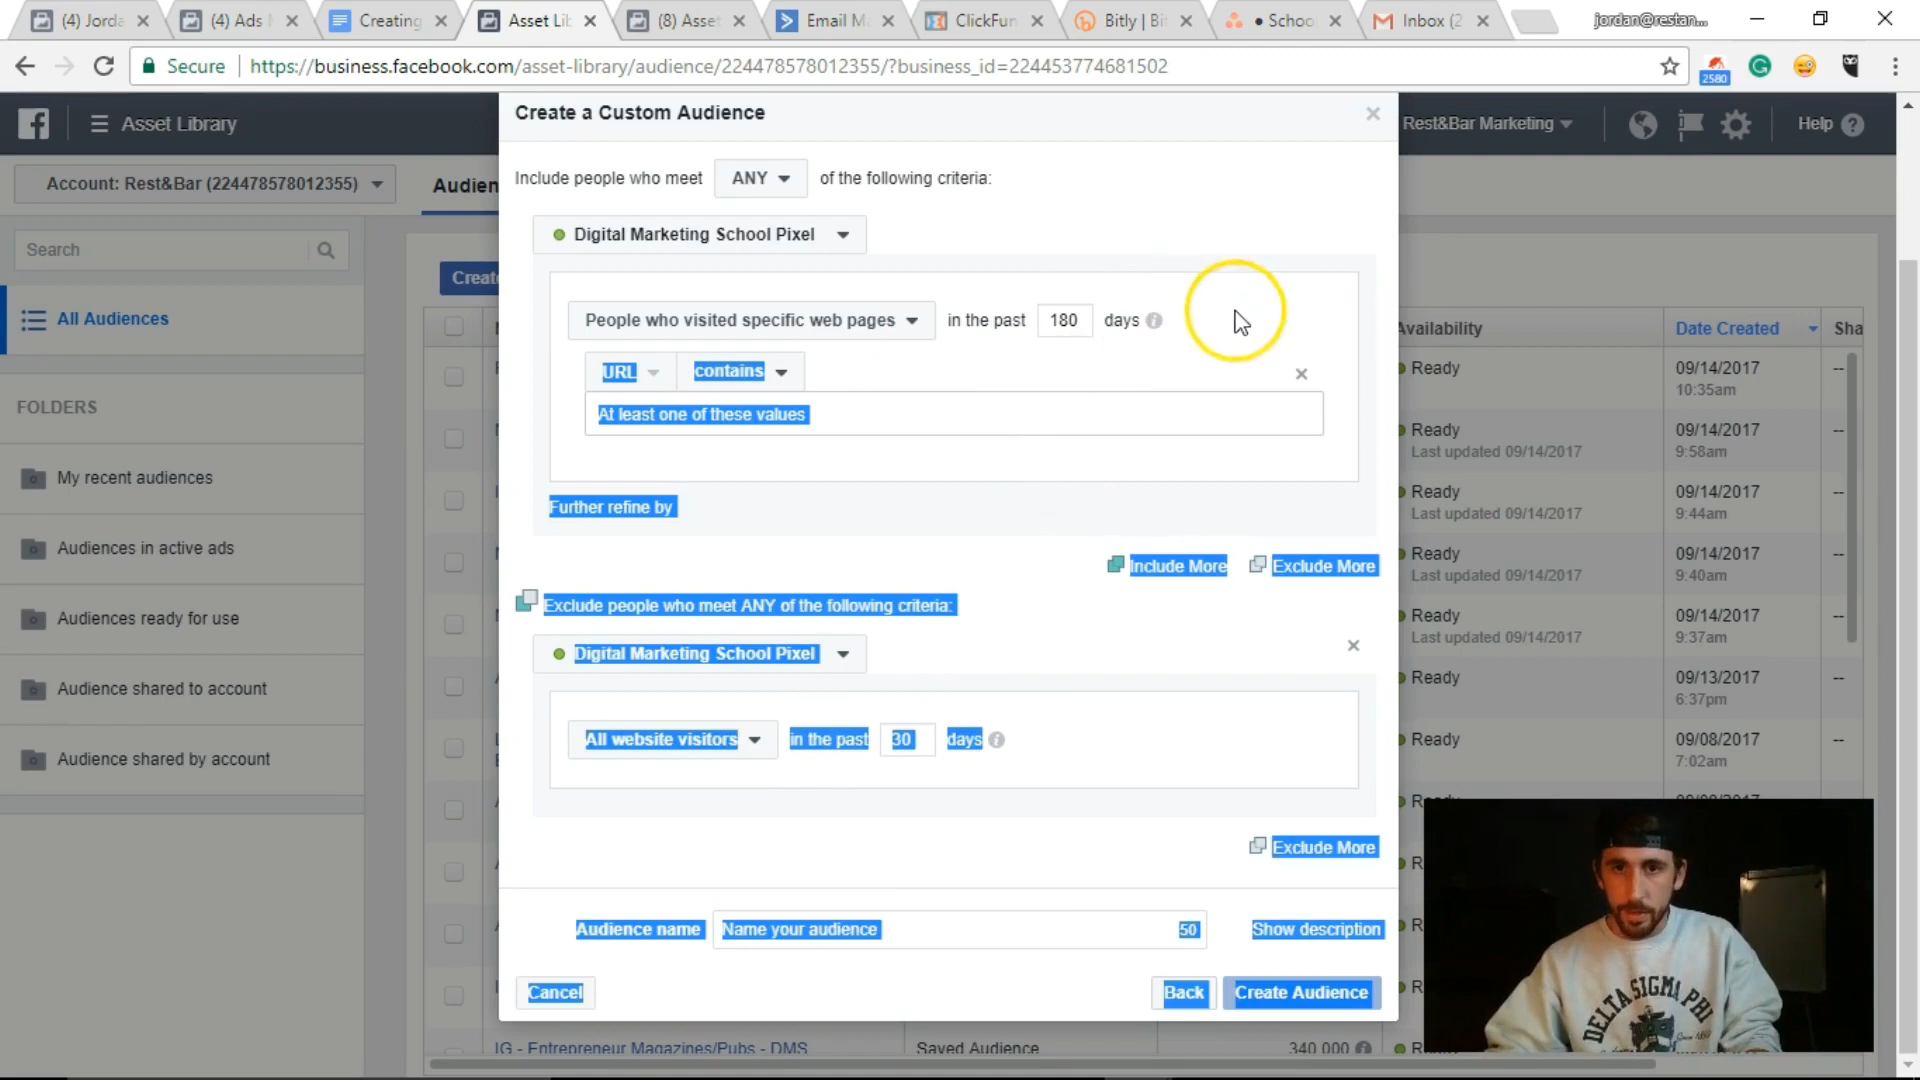 (4) Jorda
(4) Ads
Creating
Asset Lib
(8) Asset
Email M
ClickFun
Bitly | Bit
• Schoo
Inbox (2
jordan@restan...
Secure
https://business.facebook.com/asset-library/audience/224478578012355/?business_id=224453774681502
2580
Asset Library
Create a Custom Audience
Rest&Bar Marketing
Help
Account: Rest&Bar (224478578012355)
Audien
Include people who meet ANY of the following criteria:
Search
Digital Marketing School Pixel
Create
All Audiences
People who visited specific web pages in the past 180 days
Availability
Date Created
Sha
URL contains
At least one of these values
Ready
09/14/2017
10:35am
--
FOLDERS
Ready
Last updated 09/14/2017
09/14/2017
9:58am
--
My recent audiences
Further refine by
Ready
Last updated 09/14/2017
09/14/2017
9:44am
--
Audiences in active ads
Include More
Exclude More
Ready
Last updated 09/14/2017
09/14/2017
9:40am
--
Audiences ready for use
Exclude people who meet ANY of the following criteria:
Ready
Last updated 09/14/2017
09/14/2017
9:37am
--
Digital Marketing School Pixel
Audience shared to account
Ready
09/13/2017
6:37pm
--
All website visitors in the past 30 days
Audience shared by account
Ready
09/08/2017
7:02am
--
Exclude More
Audience name
Name your audience
50
Show description
Cancel
Back
Create Audience
IG - Entrepreneur Magazines/Pubs - DMS
Saved Audience
340,000
DELTA SIGMA PHI